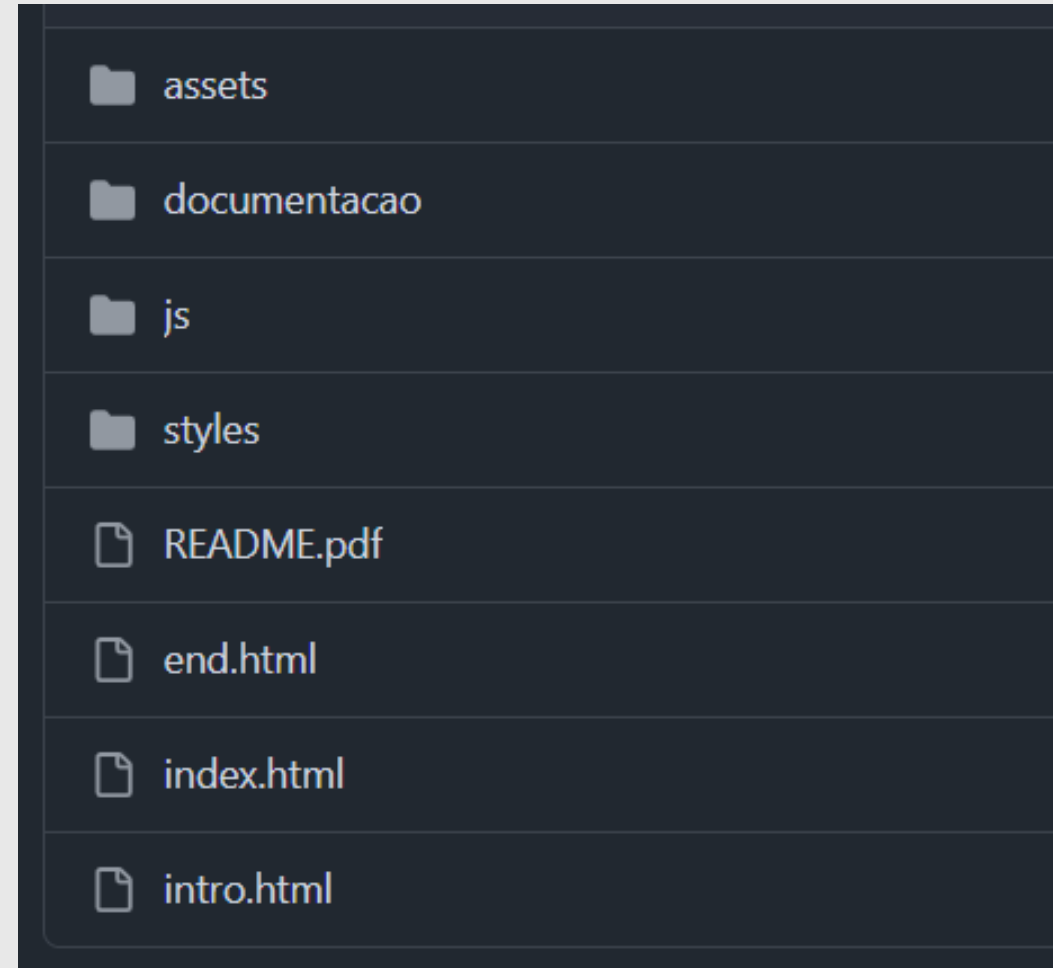 assets
documentacao
js
styles
README.pdf
end.html
index.html
intro.html